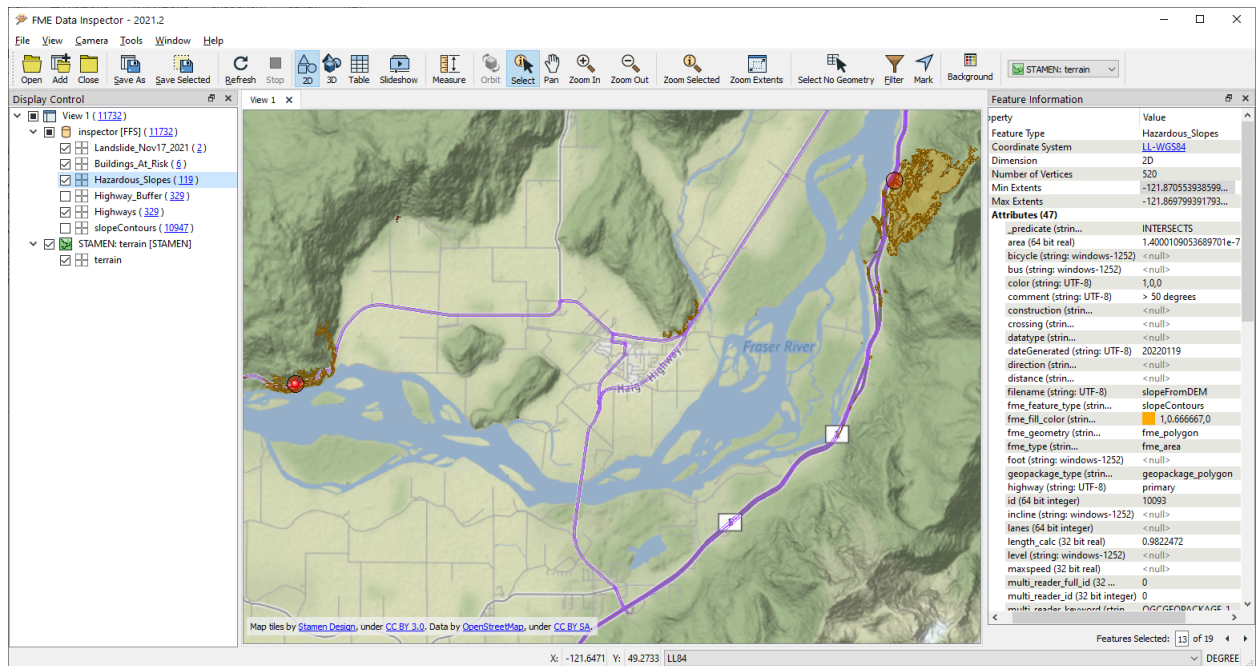 FME Data Inspector - 2021.2
File View Camera Tools Window Help
Open Add Close Save As Save Selected Refresh Stop 2D 3D Table Slideshow Measure Orbit Select Pan Zoom In Zoom Out Zoom Selected Zoom Extents Select No Geometry Filter Mark Background STAMEN: terrain
Display Control
View 1 (11732)
inspector [FFS] (11732)
Landslide_Nov17_2021 (2)
Buildings_At_Risk (6)
Hazardous_Slopes (119)
Highway_Buffer (329)
Highways (329)
slopeContours (10947)
STAMEN: terrain [STAMEN]
terrain
View 1
Fraser River
Haig Highway
1
Map tiles by Stamen Design, under CC BY 3.0. Data by OpenStreetMap, under CC BY SA.
Feature Information
perty Value
Feature Type Hazardous_Slopes
Coordinate System LL-WGS84
Dimension 2D
Number of Vertices 520
Min Extents -121.870553938599...
Max Extents -121.869799391793...
Attributes (47)
_predicate (strin... INTERSECTS
area (64 bit real) 1.4000109053689701e-7
bicycle (string: windows-1252) <null>
bus (string: windows-1252) <null>
color (string: UTF-8) 1,0,0
comment (string: UTF-8) > 50 degrees
construction (strin... <null>
crossing (strin... <null>
datatype (strin... <null>
dateGenerated (string: UTF-8) 20220119
direction (strin... <null>
distance (strin... <null>
filename (string: UTF-8) slopeFromDEM
fme_feature_type (strin... slopeContours
fme_fill_color (strin... 1,0.666667,0
fme_geometry (strin... fme_polygon
fme_type (strin... fme_area
foot (string: windows-1252) <null>
geopackage_type (strin... geopackage_polygon
highway (string: UTF-8) primary
id (64 bit integer) 10093
incline (string: windows-1252) <null>
lanes (64 bit integer) <null>
length_calc (32 bit real) 0.9822472
level (string: windows-1252) <null>
maxspeed (32 bit real) <null>
multi_reader_full_id (32 ... 0
multi_reader_id (32 bit integer) 0
multi_reader_keyword (strin... OGCGEOPACKAGE_1
Features Selected: 13 of 19
X: -121.6471 Y: 49.2733 LL84 DEGREE